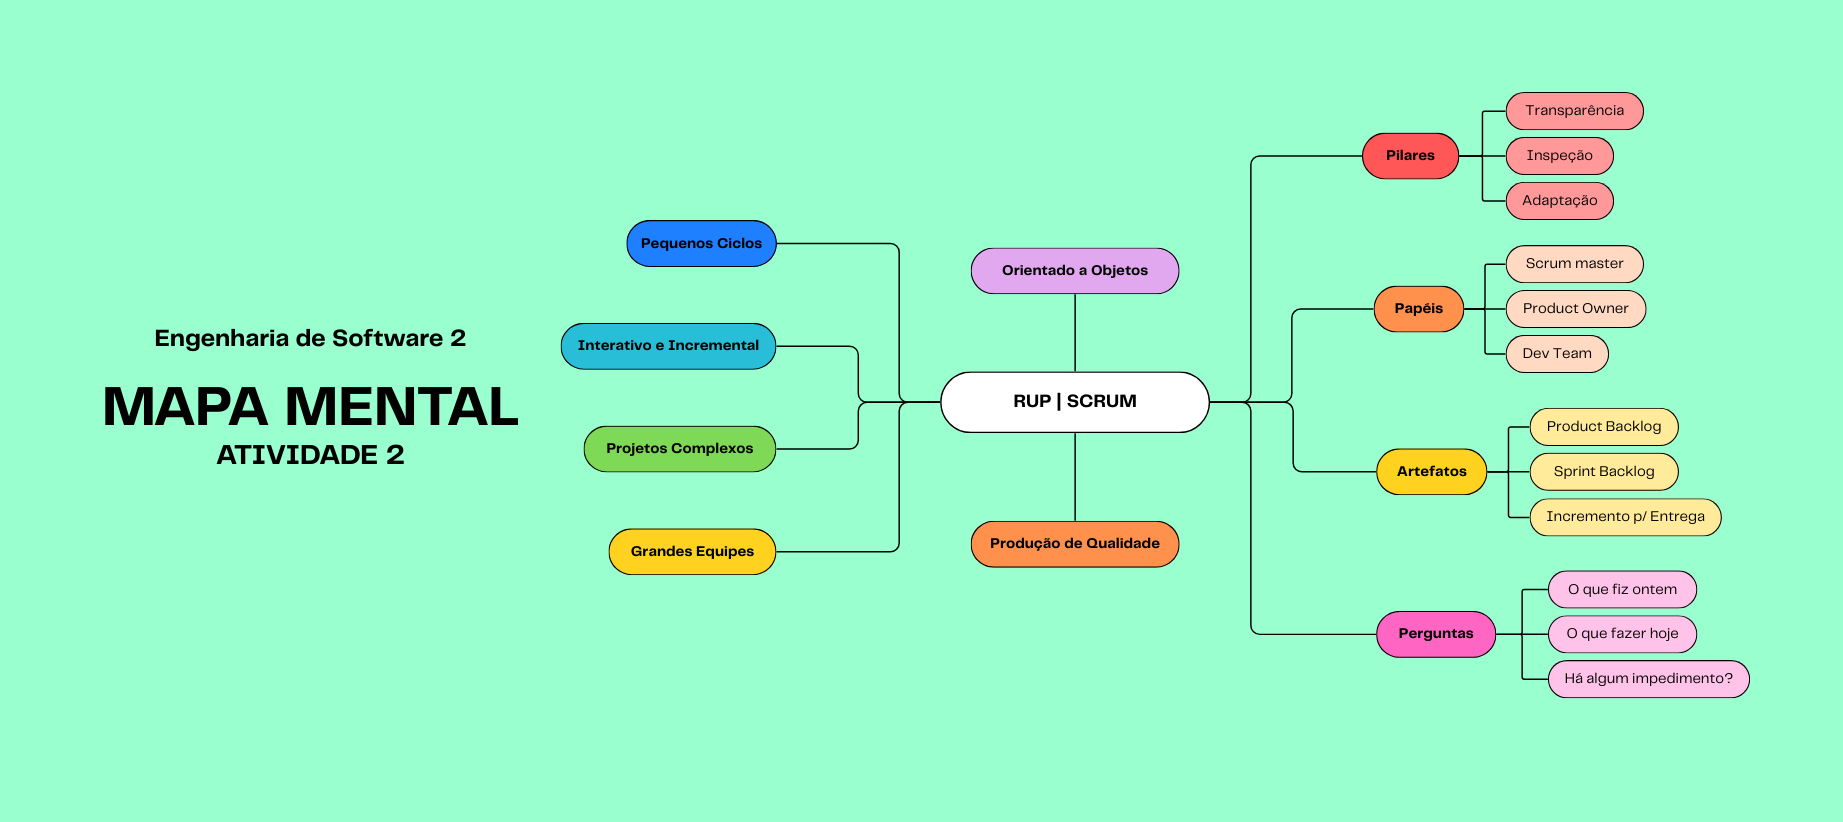 Engenharia de Software 2
MAPA MENTAL
ATIVIDADE 2
Pequenos Ciclos
Interativo e Incremental
Projetos Complexos
Grandes Equipes
Orientado a Objetos
RUP | SCRUM
Produção de Qualidade
Pilares
Transparência
Inspeção
Adaptação
Papéis
Scrum master
Product Owner
Dev Team
Artefatos
Product Backlog
Sprint Backlog
Incremento p/ Entrega
Perguntas
O que fiz ontem
O que fazer hoje
Há algum impedimento?